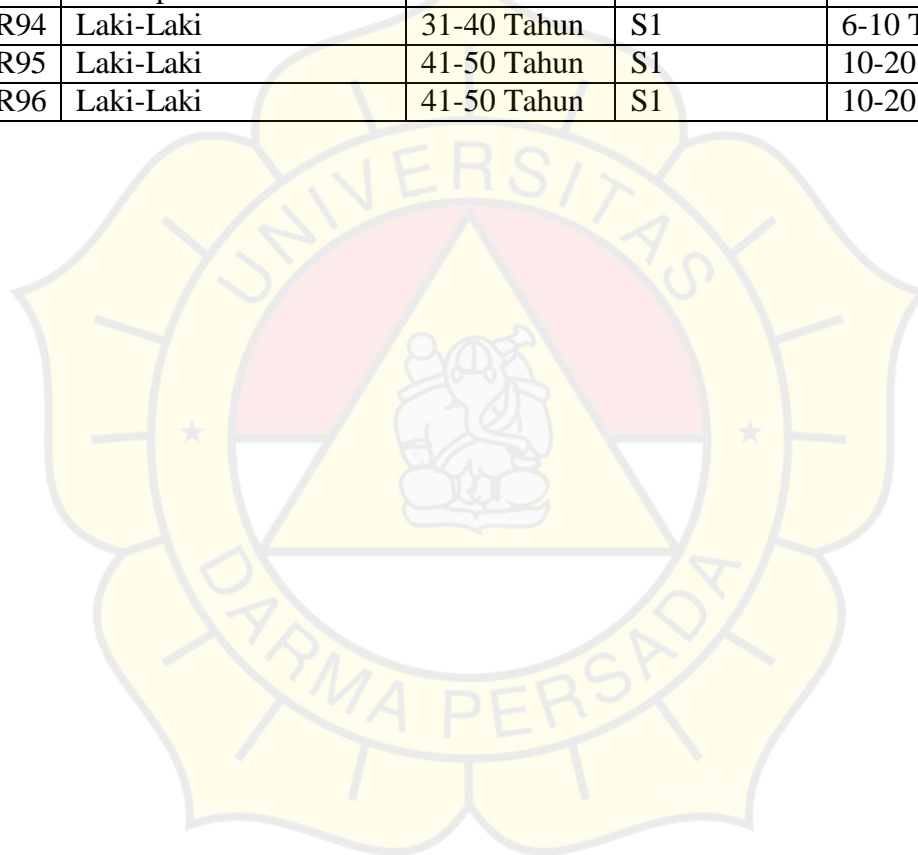 R94 Laki-Laki 31-40 Tahun S1 6-10 T
R95 Laki-Laki 41-50 Tahun S1 10-20
R96 Laki-Laki 41-50 Tahun S1 10-20
UNIVERSITAS
DARMA PERSADA